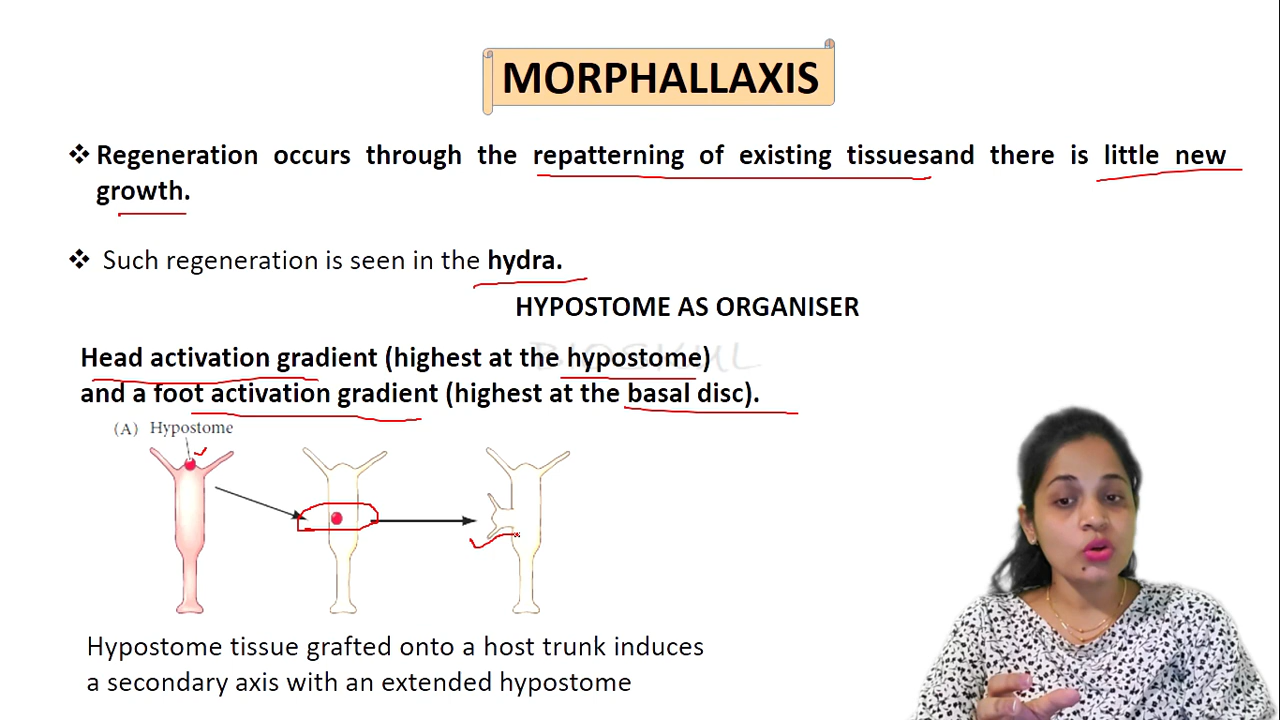 MORPHALLAXIS
❖ Regeneration occurs through the repatterning of existing tissuesand there is little new
growth.
❖ Such regeneration is seen in the hydra.
HYPOSTOME AS ORGANISER
BIOSKUL
Head activation gradient (highest at the hypostome)
and a foot activation gradient (highest at the basal disc).
(A) Hypostome
Hypostome tissue grafted onto a host trunk induces
a secondary axis with an extended hypostome